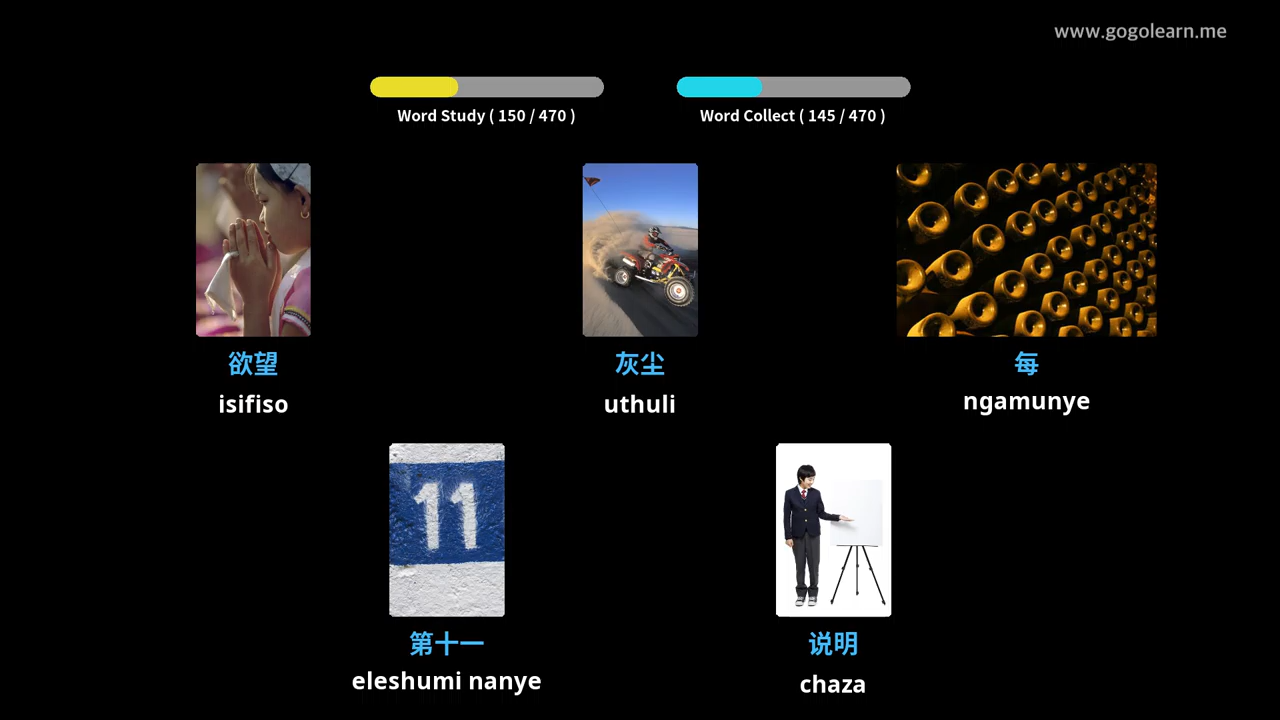 www.gogolearn.me
Word Study ( 150 / 470 )
Word Collect ( 145 / 470 )
欲望
isifiso
灰尘
uthuli
每
ngamunye
11
第十一
eleshumi nanye
说明
chaza